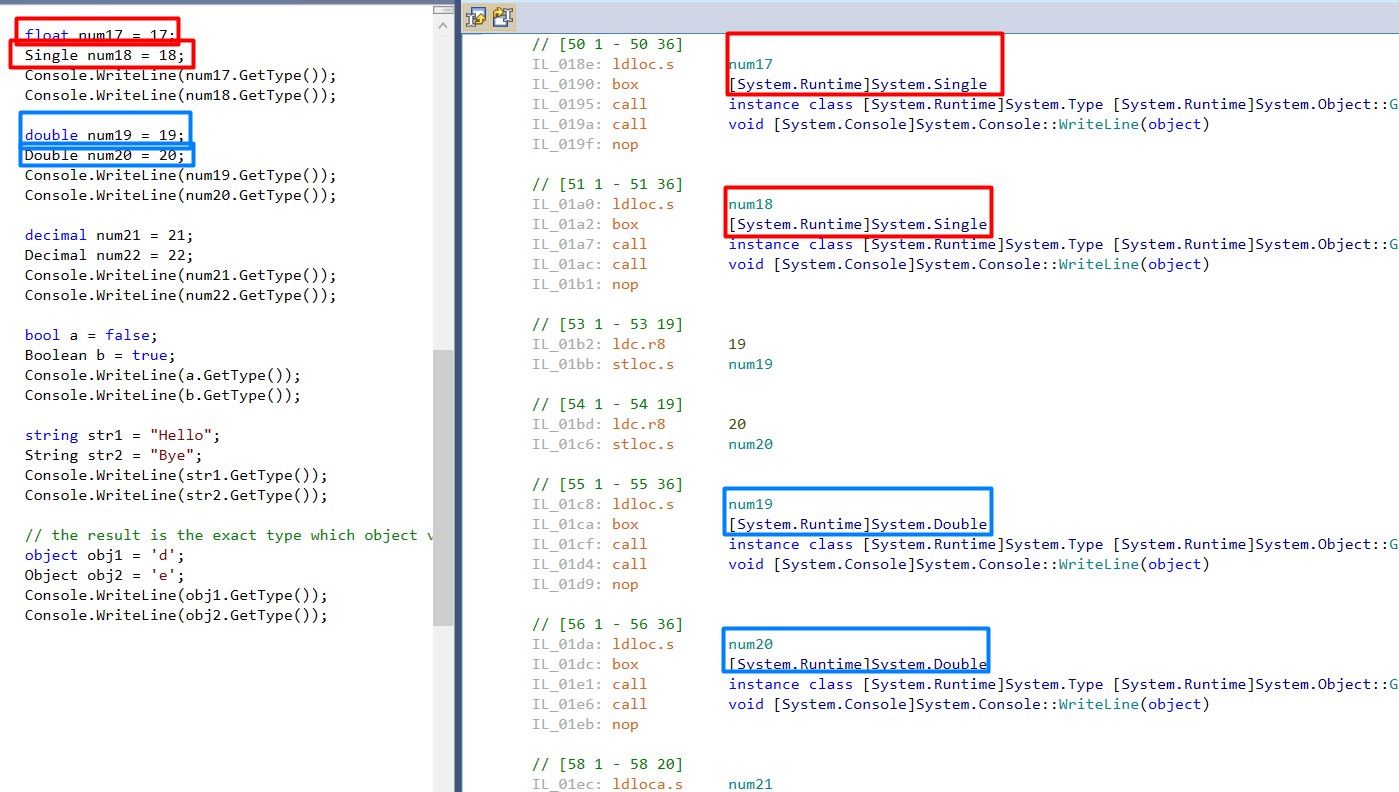 float num17 = 17;
Single num18 = 18;
Console.WriteLine(num17.GetType());
Console.WriteLine(num18.GetType());
double num19 = 19;
Double num20 = 20;
Console.WriteLine(num19.GetType());
Console.WriteLine(num20.GetType());
decimal num21 = 21;
Decimal num22 = 22;
Console.WriteLine(num21.GetType());
Console.WriteLine(num22.GetType());
bool a = false;
Boolean b = true;
Console.WriteLine(a.GetType());
Console.WriteLine(b.GetType());
string str1 = "Hello";
String str2 = "Bye";
Console.WriteLine(str1.GetType());
Console.WriteLine(str2.GetType());
// the result is the exact type which object v
object obj1 = 'd';
Object obj2 = 'e';
Console.WriteLine(obj1.GetType());
Console.WriteLine(obj2.GetType());
// [50 1 - 50 36]
IL_018e: ldloc.s num17
IL_0190: box [System.Runtime]System.Single
IL_0195: call instance class [System.Runtime]System.Type [System.Runtime]System.Object::G
IL_019a: call void [System.Console]System.Console::WriteLine(object)
IL_019f: nop
// [51 1 - 51 36]
IL_01a0: ldloc.s num18
IL_01a2: box [System.Runtime]System.Single
IL_01a7: call instance class [System.Runtime]System.Type [System.Runtime]System.Object::G
IL_01ac: call void [System.Console]System.Console::WriteLine(object)
IL_01b1: nop
// [53 1 - 53 19]
IL_01b2: ldc.r8 19
IL_01bb: stloc.s num19
// [54 1 - 54 19]
IL_01bd: ldc.r8 20
IL_01c6: stloc.s num20
// [55 1 - 55 36]
IL_01c8: ldloc.s num19
IL_01ca: box [System.Runtime]System.Double
IL_01cf: call instance class [System.Runtime]System.Type [System.Runtime]System.Object::G
IL_01d4: call void [System.Console]System.Console::WriteLine(object)
IL_01d9: nop
// [56 1 - 56 36]
IL_01da: ldloc.s num20
IL_01dc: box [System.Runtime]System.Double
IL_01e1: call instance class [System.Runtime]System.Type [System.Runtime]System.Object::G
IL_01e6: call void [System.Console]System.Console::WriteLine(object)
IL_01eb: nop
// [58 1 - 58 20]
IL_01ec: ldloca.s num21